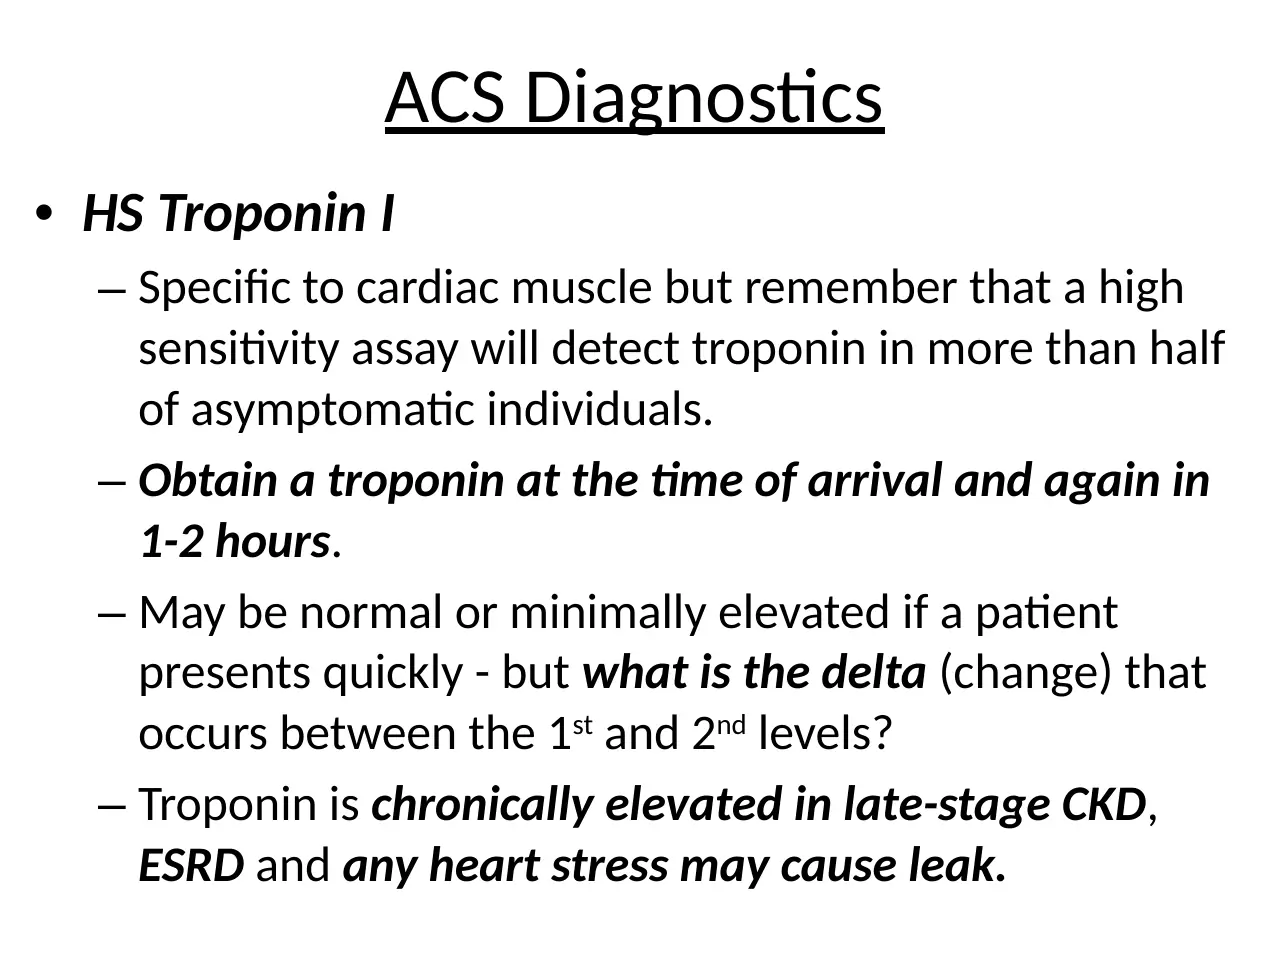 ACS Diagnostics
• HS Troponin I
– Specific to cardiac muscle but remember that a high
sensitivity assay will detect troponin in more than half
of asymptomatic individuals.
– Obtain a troponin at the time of arrival and again in
1-2 hours.
– May be normal or minimally elevated if a patient
presents quickly - but what is the delta (change) that
occurs between the 1st and 2nd levels?
– Troponin is chronically elevated in late-stage CKD,
ESRD and any heart stress may cause leak.